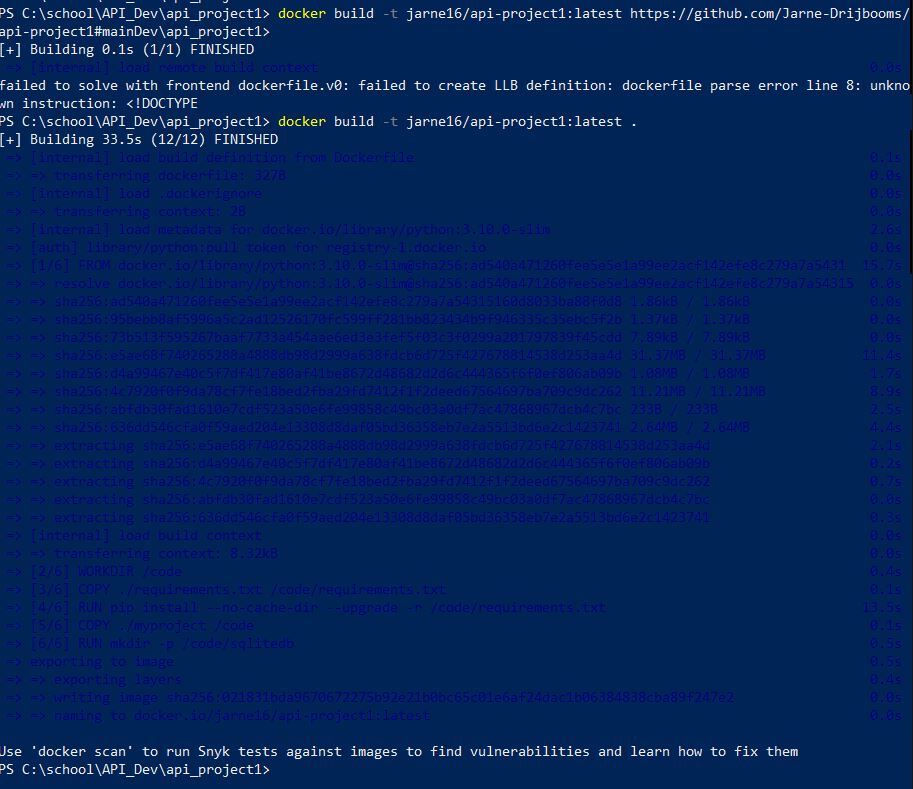 PS C:\school\API_Dev\api_project1> docker build -t jarne16/api-project1:latest https://github.com/Jarne-Drijbooms/
api-project1#mainDev\api_project1>
[+] Building 0.1s (1/1) FINISHED
=> [internal] load remote build context 0.0s
failed to solve with frontend dockerfile.v0: failed to create LLB definition: dockerfile parse error line 8: unkno
wn instruction: <!DOCTYPE
PS C:\school\API_Dev\api_project1> docker build -t jarne16/api-project1:latest .
[+] Building 33.5s (12/12) FINISHED
=> [internal] load build definition from Dockerfile 0.1s
=> => transferring dockerfile: 327B 0.0s
=> [internal] load .dockerignore 0.0s
=> => transferring context: 2B 0.0s
=> [internal] load metadata for docker.io/library/python:3.10.0-slim 2.6s
=> [auth] library/python:pull token for registry-1.docker.io 0.0s
=> [1/6] FROM docker.io/library/python:3.10.0-slim@sha256:ad540a471260fee5e5e1a99ee2acf142efe8c279a7a5431 15.7s
=> => resolve docker.io/library/python:3.10.0-slim@sha256:ad540a471260fee5e5e1a99ee2acf142efe8c279a7a54315 0.0s
=> => sha256:ad540a471260fee5e5e1a99ee2acf142efe8c279a7a54315160d8033ba88f0d8 1.86kB / 1.86kB 0.0s
=> => sha256:95bebb8af5996a5c2ad12526170fc599ff281bb823434b9f946335c35ebc5f2b 1.37kB / 1.37kB 0.0s
=> => sha256:73b513f595267baaf7733a454aae6ed3e3fef5f03c3f0299a201797839f45cdd 7.89kB / 7.89kB 0.0s
=> => sha256:e5ae68f740265288a4888db98d2999a638fdcb6d725f427678814538d253aa4d 31.37MB / 31.37MB 11.4s
=> => sha256:d4a99467e40c5f7df417e80af41be8672d48682d2d6c444365f6f0ef806ab09b 1.08MB / 1.08MB 1.7s
=> => sha256:4c7920f0f9da78cf7fe18bed2fba29fd7412f1f2deed67564697ba709c9dc262 11.21MB / 11.21MB 8.9s
=> => sha256:abfdb30fad1610e7cdf523a50e6fe99858c49bc03a0df7ac47868967dcb4c7bc 233B / 233B 2.5s
=> => sha256:636dd546cfa0f59aed204e13308d8daf05bd36358eb7e2a5513bd6e2c1423741 2.64MB / 2.64MB 4.4s
=> => extracting sha256:e5ae68f740265288a4888db98d2999a638fdcb6d725f427678814538d253aa4d 2.1s
=> => extracting sha256:d4a99467e40c5f7df417e80af41be8672d48682d2d6c444365f6f0ef806ab09b 0.2s
=> => extracting sha256:4c7920f0f9da78cf7fe18bed2fba29fd7412f1f2deed67564697ba709c9dc262 0.7s
=> => extracting sha256:abfdb30fad1610e7cdf523a50e6fe99858c49bc03a0df7ac47868967dcb4c7bc 0.0s
=> => extracting sha256:636dd546cfa0f59aed204e13308d8daf05bd36358eb7e2a5513bd6e2c1423741 0.3s
=> [internal] load build context 0.0s
=> => transferring context: 8.32kB 0.0s
=> [2/6] WORKDIR /code 0.4s
=> [3/6] COPY ./requirements.txt /code/requirements.txt 0.1s
=> [4/6] RUN pip install --no-cache-dir --upgrade -r /code/requirements.txt 13.5s
=> [5/6] COPY ./myproject /code 0.1s
=> [6/6] RUN mkdir -p /code/sqlitedb 0.5s
=> exporting to image 0.5s
=> => exporting layers 0.4s
=> => writing image sha256:021831bda9670672275b92e21b0bc65c01e6af24dac1b06384838cba89f247e2 0.0s
=> => naming to docker.io/jarne16/api-project1:latest 0.0s
Use 'docker scan' to run Snyk tests against images to find vulnerabilities and learn how to fix them
PS C:\school\API_Dev\api_project1>